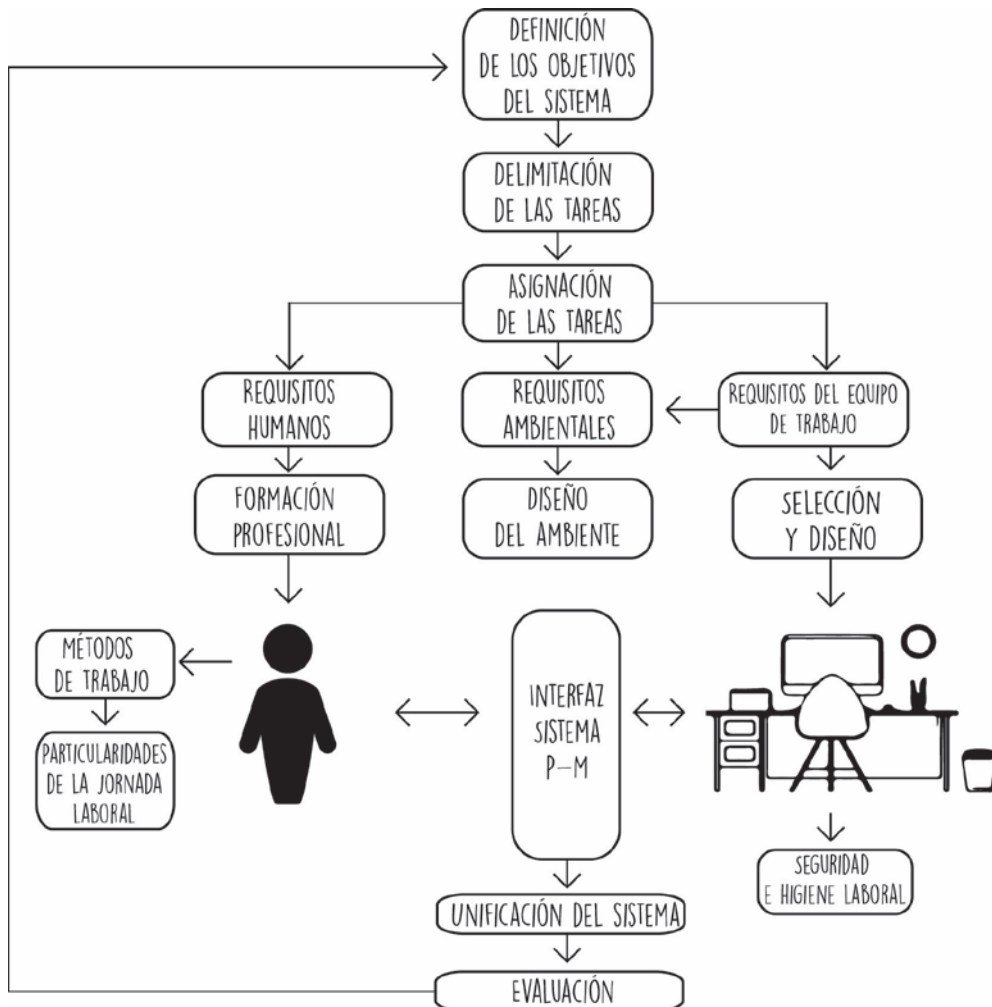 DEFINICIÓN
DE LOS OBJETIVOS
DEL SISTEMA
DELIMITACIÓN
DE LAS TAREAS
ASIGNACIÓN
DE LAS TAREAS
REQUISITOS
HUMANOS
REQUISITOS
AMBIENTALES
REQUISITOS DEL EQUIPO
DE TRABAJO
FORMACIÓN
PROFESIONAL
DISEÑO
DEL AMBIENTE
SELECCIÓN
Y DISEÑO
MÉTODOS
DE TRABAJO
PARTICULARIDADES
DE LA JORNADA
LABORAL
INTERFAZ
SISTEMA
P-M
SEGURIDAD
E HIGIENE LABORAL
UNIFICACIÓN DEL SISTEMA
EVALUACIÓN